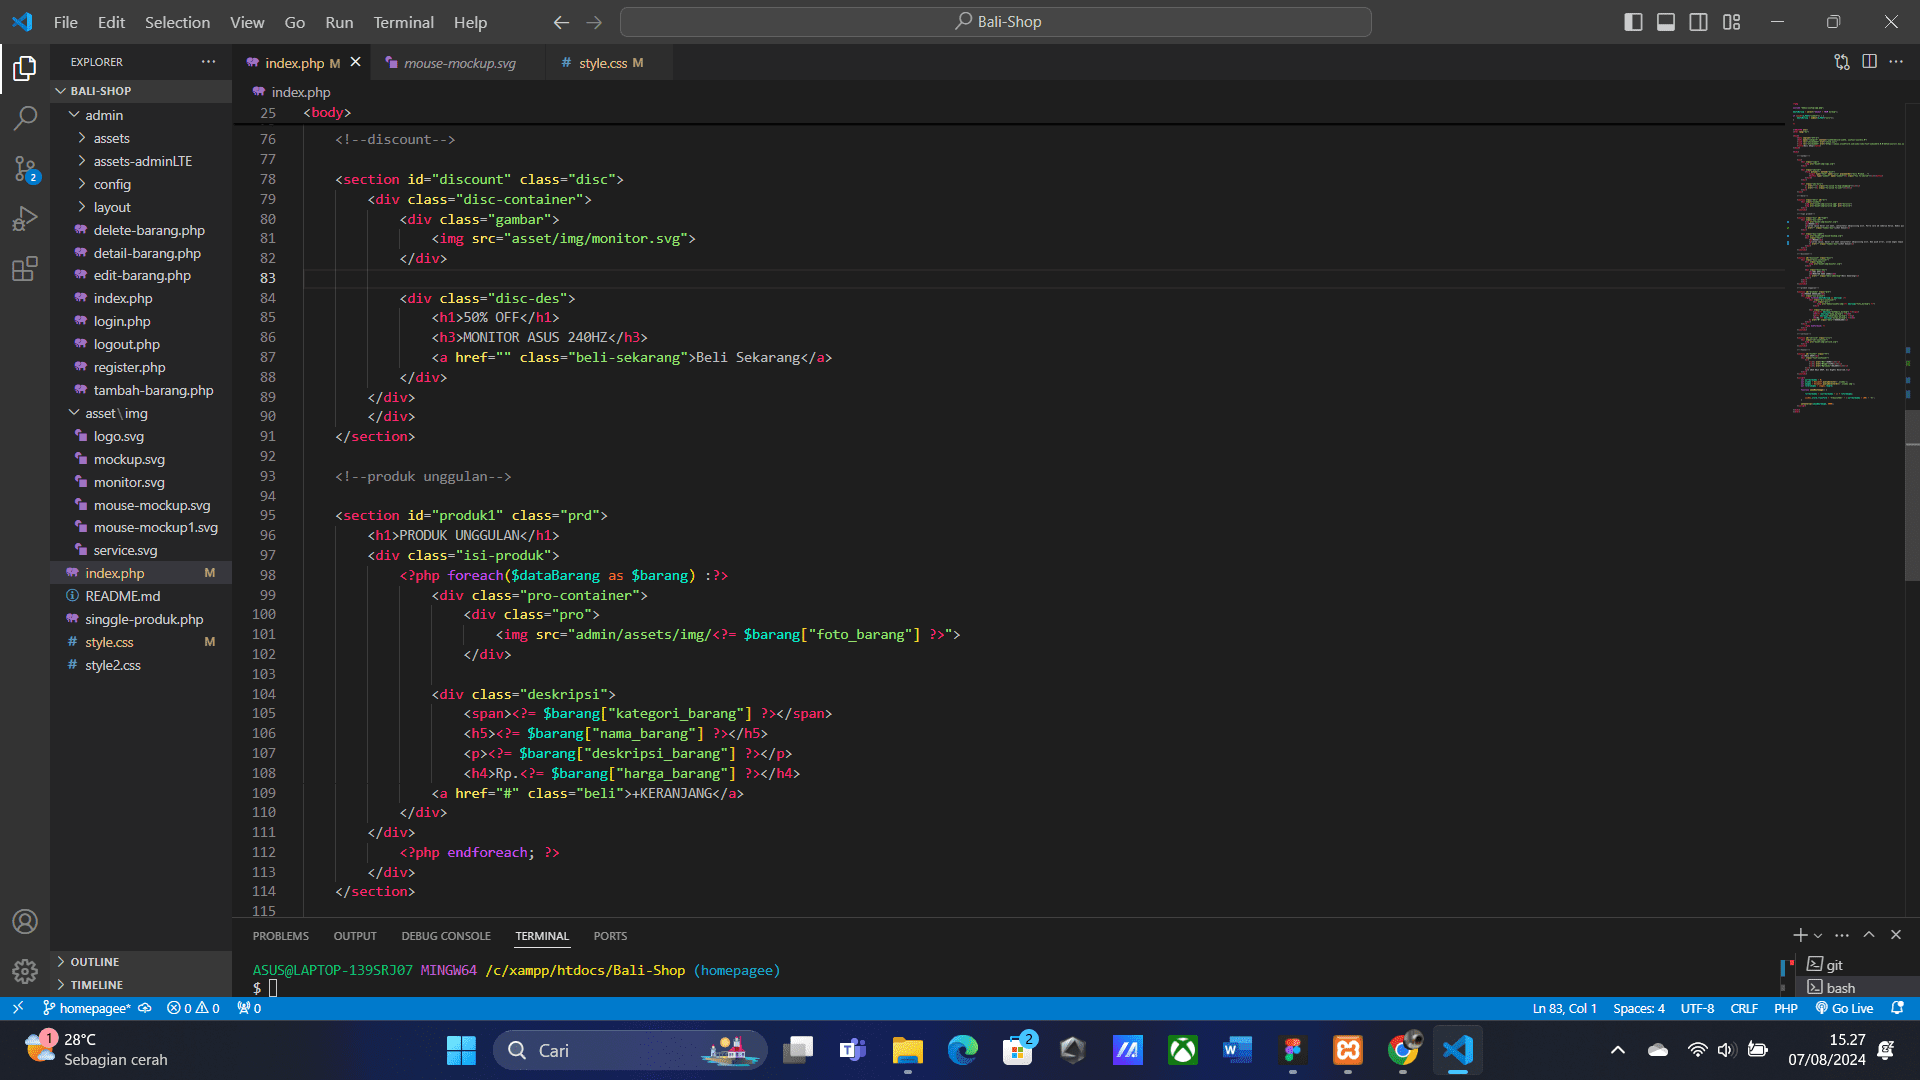 File Edit Selection View Go Run Terminal Help
Bali-Shop
EXPLORER
BALI-SHOP
admin
assets
assets-adminLTE
config
layout
delete-barang.php
detail-barang.php
edit-barang.php
index.php
login.php
logout.php
register.php
tambah-barang.php
asset\img
logo.svg
mockup.svg
monitor.svg
mouse-mockup.svg
mouse-mockup1.svg
service.svg
index.php M
README.md
singgle-produk.php
style.css M
style2.css
OUTLINE
TIMELINE
2
index.php M mouse-mockup.svg style.css M
index.php
25 <body>
76 <!--discount-->
77
78 <section id="discount" class="disc">
79 <div class="disc-container">
80 <div class="gambar">
81 <img src="asset/img/monitor.svg">
82 </div>
83
84 <div class="disc-des">
85 <h1>50% OFF</h1>
86 <h3>MONITOR ASUS 240HZ</h3>
87 <a href="" class="beli-sekarang">Beli Sekarang</a>
88 </div>
89 </div>
90 </div>
91 </section>
92
93 <!--produk unggulan-->
94
95 <section id="produk1" class="prd">
96 <h1>PRODUK UNGGULAN</h1>
97 <div class="isi-produk">
98 <?php foreach($dataBarang as $barang) :?>
99 <div class="pro-container">
100 <div class="pro">
101 <img src="admin/assets/img/<?= $barang["foto_barang"] ?>">
102 </div>
103
104 <div class="deskripsi">
105 <span><?= $barang["kategori_barang"] ?></span>
106 <h5><?= $barang["nama_barang"] ?></h5>
107 <p><?= $barang["deskripsi_barang"] ?></p>
108 <h4>Rp.<?= $barang["harga_barang"] ?></h4>
109 <a href="#" class="beli">+KERANJANG</a>
110 </div>
111 </div>
112 <?php endforeach; ?>
113 </div>
114 </section>
115
PROBLEMS OUTPUT DEBUG CONSOLE TERMINAL PORTS
ASUS@LAPTOP-139SRJ07 MINGW64 /c/xampp/htdocs/Bali-Shop (homepagee)
$
git
bash
homepagee* 0 0 0 Ln 83, Col 1 Spaces: 4 UTF-8 CRLF PHP Go Live
1
28°C
Sebagian cerah
Cari
2
15.27
07/08/2024